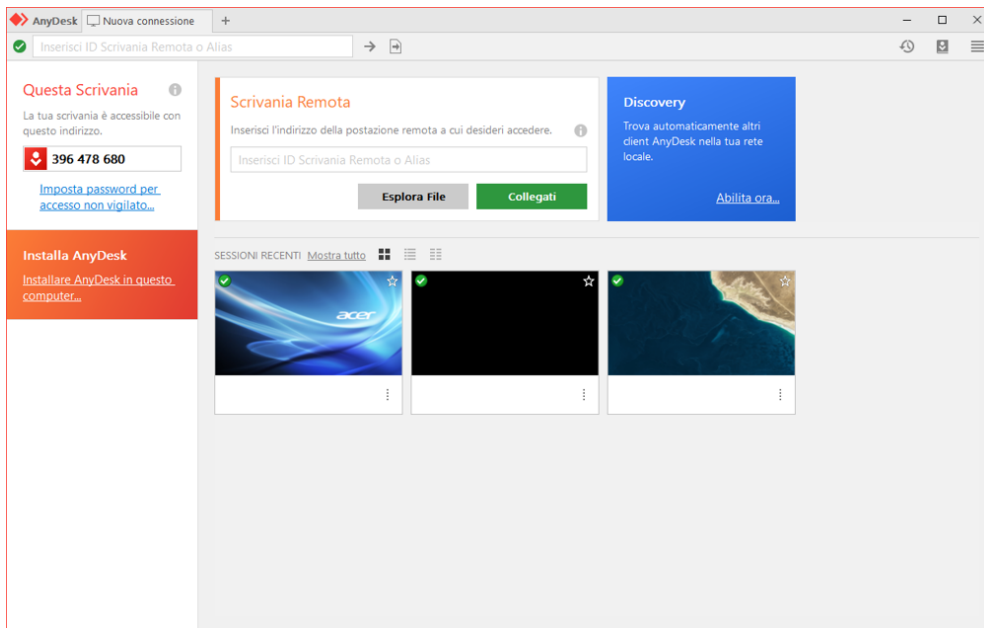 AnyDesk
Nuova connessione
Inserisci ID Scrivania Remota o Alias
Questa Scrivania
La tua scrivania è accessibile con
questo indirizzo.
396 478 680
Imposta password per
accesso non vigilato...
Installa AnyDesk
Installare AnyDesk in questo
computer...
Scrivania Remota
Inserisci l'indirizzo della postazione remota a cui desideri accedere.
Inserisci ID Scrivania Remota o Alias
Esplora File
Collegati
Discovery
Trova automaticamente altri
client AnyDesk nella tua rete
locale.
Abilita ora...
SESSIONI RECENTI Mostra tutto
acer